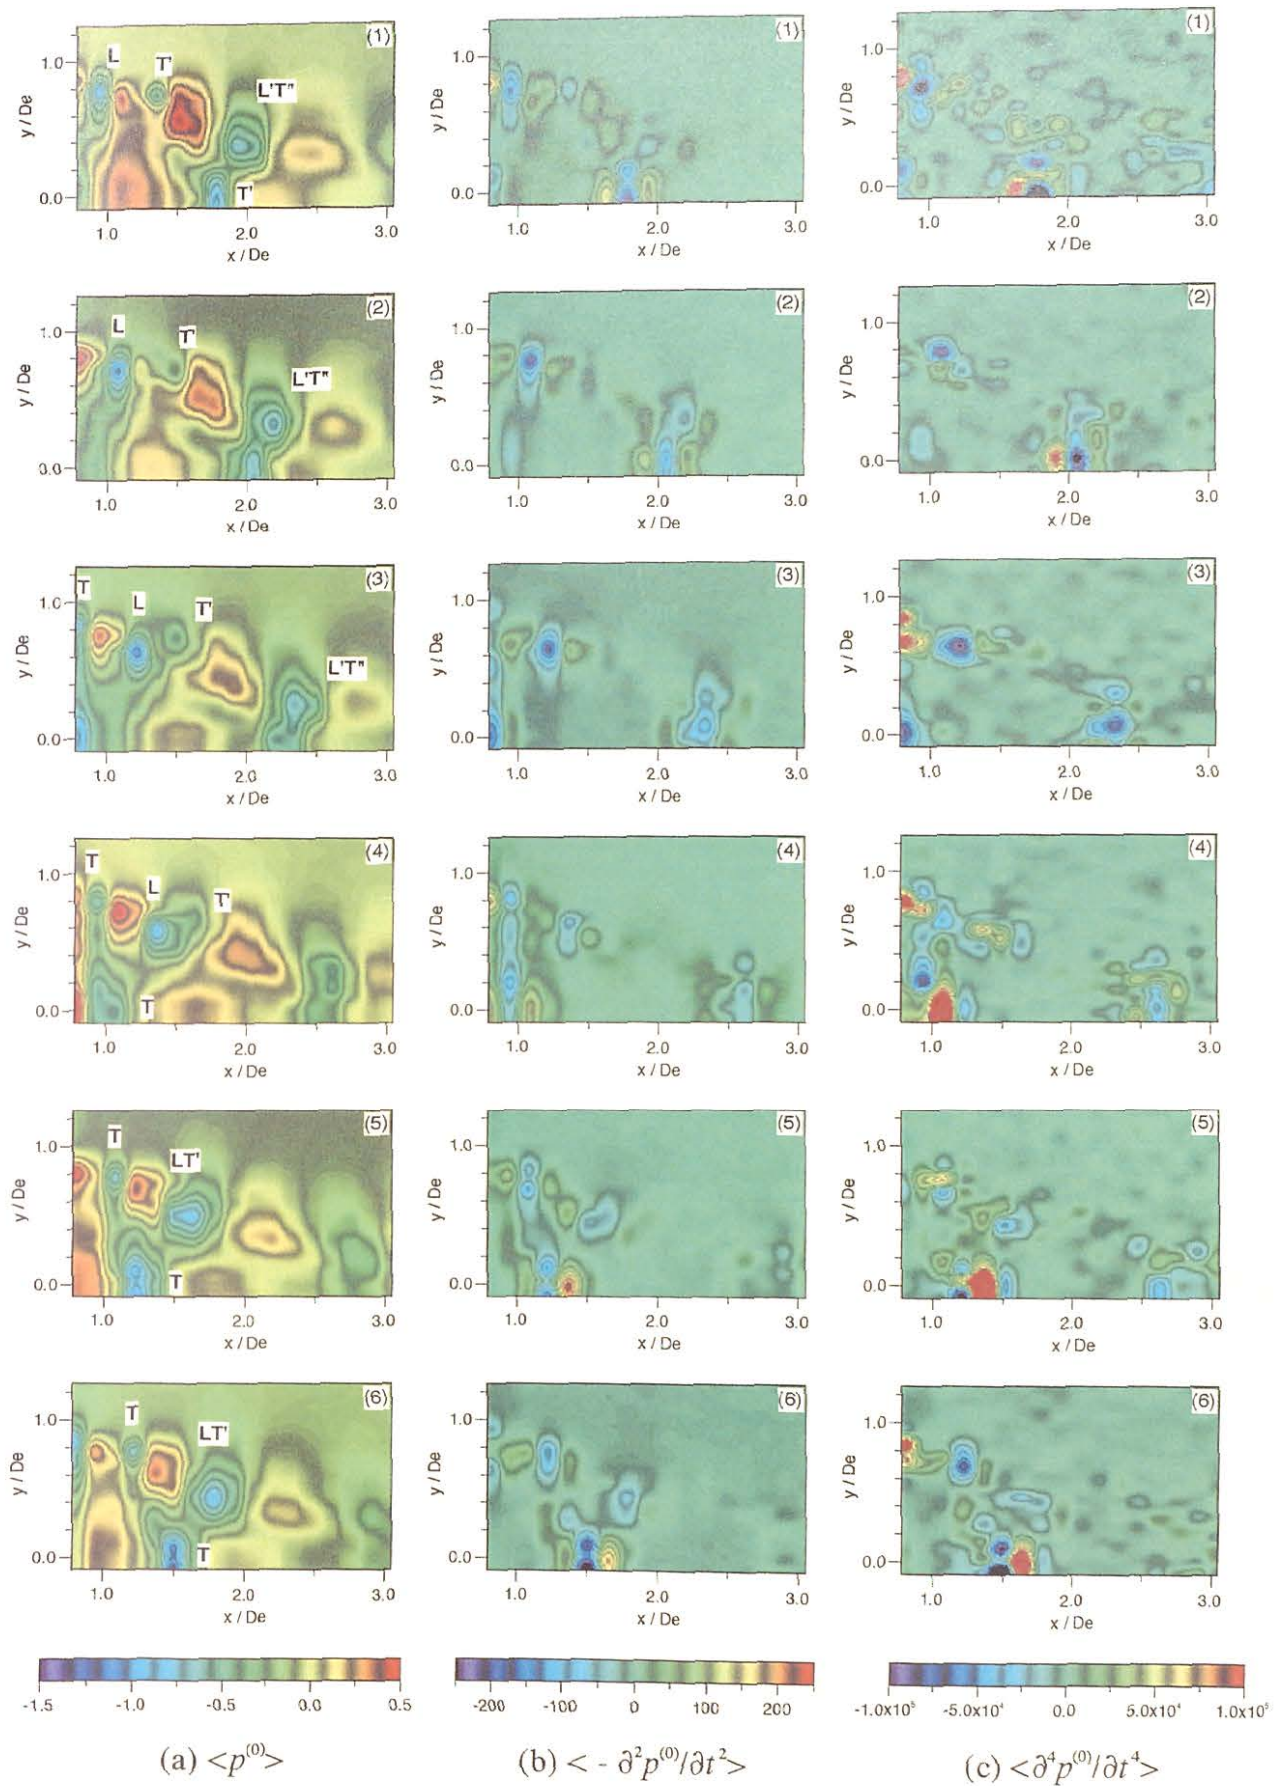 (1)
L
T'
L'T"
T'
1.0
0.0
y / De
1.0 2.0 3.0
x / De
(1)
1.0
0.0
y / De
1.0 2.0 3.0
x / De
(1)
1.0
0.0
y / De
1.0 2.0 3.0
x / De
(2)
L
T'
L'T"
1.0
0.0
y / De
1.0 2.0 3.0
x / De
(2)
1.0
0.0
y / De
1.0 2.0 3.0
x / De
(2)
1.0
0.0
y / De
1.0 2.0 3.0
x / De
(3)
T
L
T'
L'T"
1.0
0.0
y / De
1.0 2.0 3.0
x / De
(3)
1.0
0.0
y / De
1.0 2.0 3.0
x / De
(3)
1.0
0.0
y / De
1.0 2.0 3.0
x / De
(4)
T
L
T'
T
1.0
0.0
y / De
1.0 2.0 3.0
x / De
(4)
1.0
0.0
y / De
1.0 2.0 3.0
x / De
(4)
1.0
0.0
y / De
1.0 2.0 3.0
x / De
(5)
T
LT'
T
1.0
0.0
y / De
1.0 2.0 3.0
x / De
(5)
1.0
0.0
y / De
1.0 2.0 3.0
x / De
(5)
1.0
0.0
y / De
1.0 2.0 3.0
x / De
(6)
T
LT'
T
1.0
0.0
y / De
1.0 2.0 3.0
x / De
(6)
1.0
0.0
y / De
1.0 2.0 3.0
x / De
(6)
1.0
0.0
y / De
1.0 2.0 3.0
x / De
-1.5 -1.0 -0.5 0.0 0.5
-200 -100 0 100 200
-1.0x10⁵ -5.0x10⁴ 0.0 5.0x10⁴ 1.0x10⁵
(a) <p⁽⁰⁾>
(b) < - ∂²p⁽⁰⁾/∂t²>
(c) <∂⁴p⁽⁰⁾/∂t⁴>